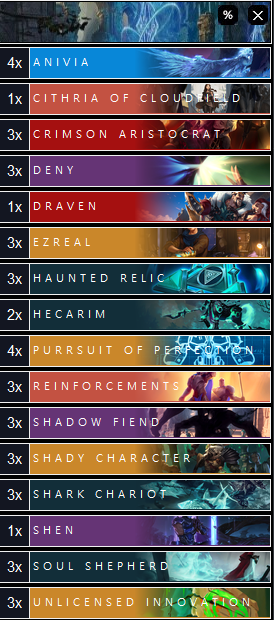 %
4x ANIVIA
1x CITHRIA OF CLOUDFIELD
3x CRIMSON ARISTOCRAT
3x DENY
1x DRAVEN
3x EZREAL
3x HAUNTED RELIC
2x HECARIM
4x PURRSUIT OF PERFECTION
3x REINFORCEMENTS
3x SHADOW FIEND
3x SHADY CHARACTER
3x SHARK CHARIOT
1x SHEN
3x SOUL SHEPHERD
3x UNLICENSED INNOVATION